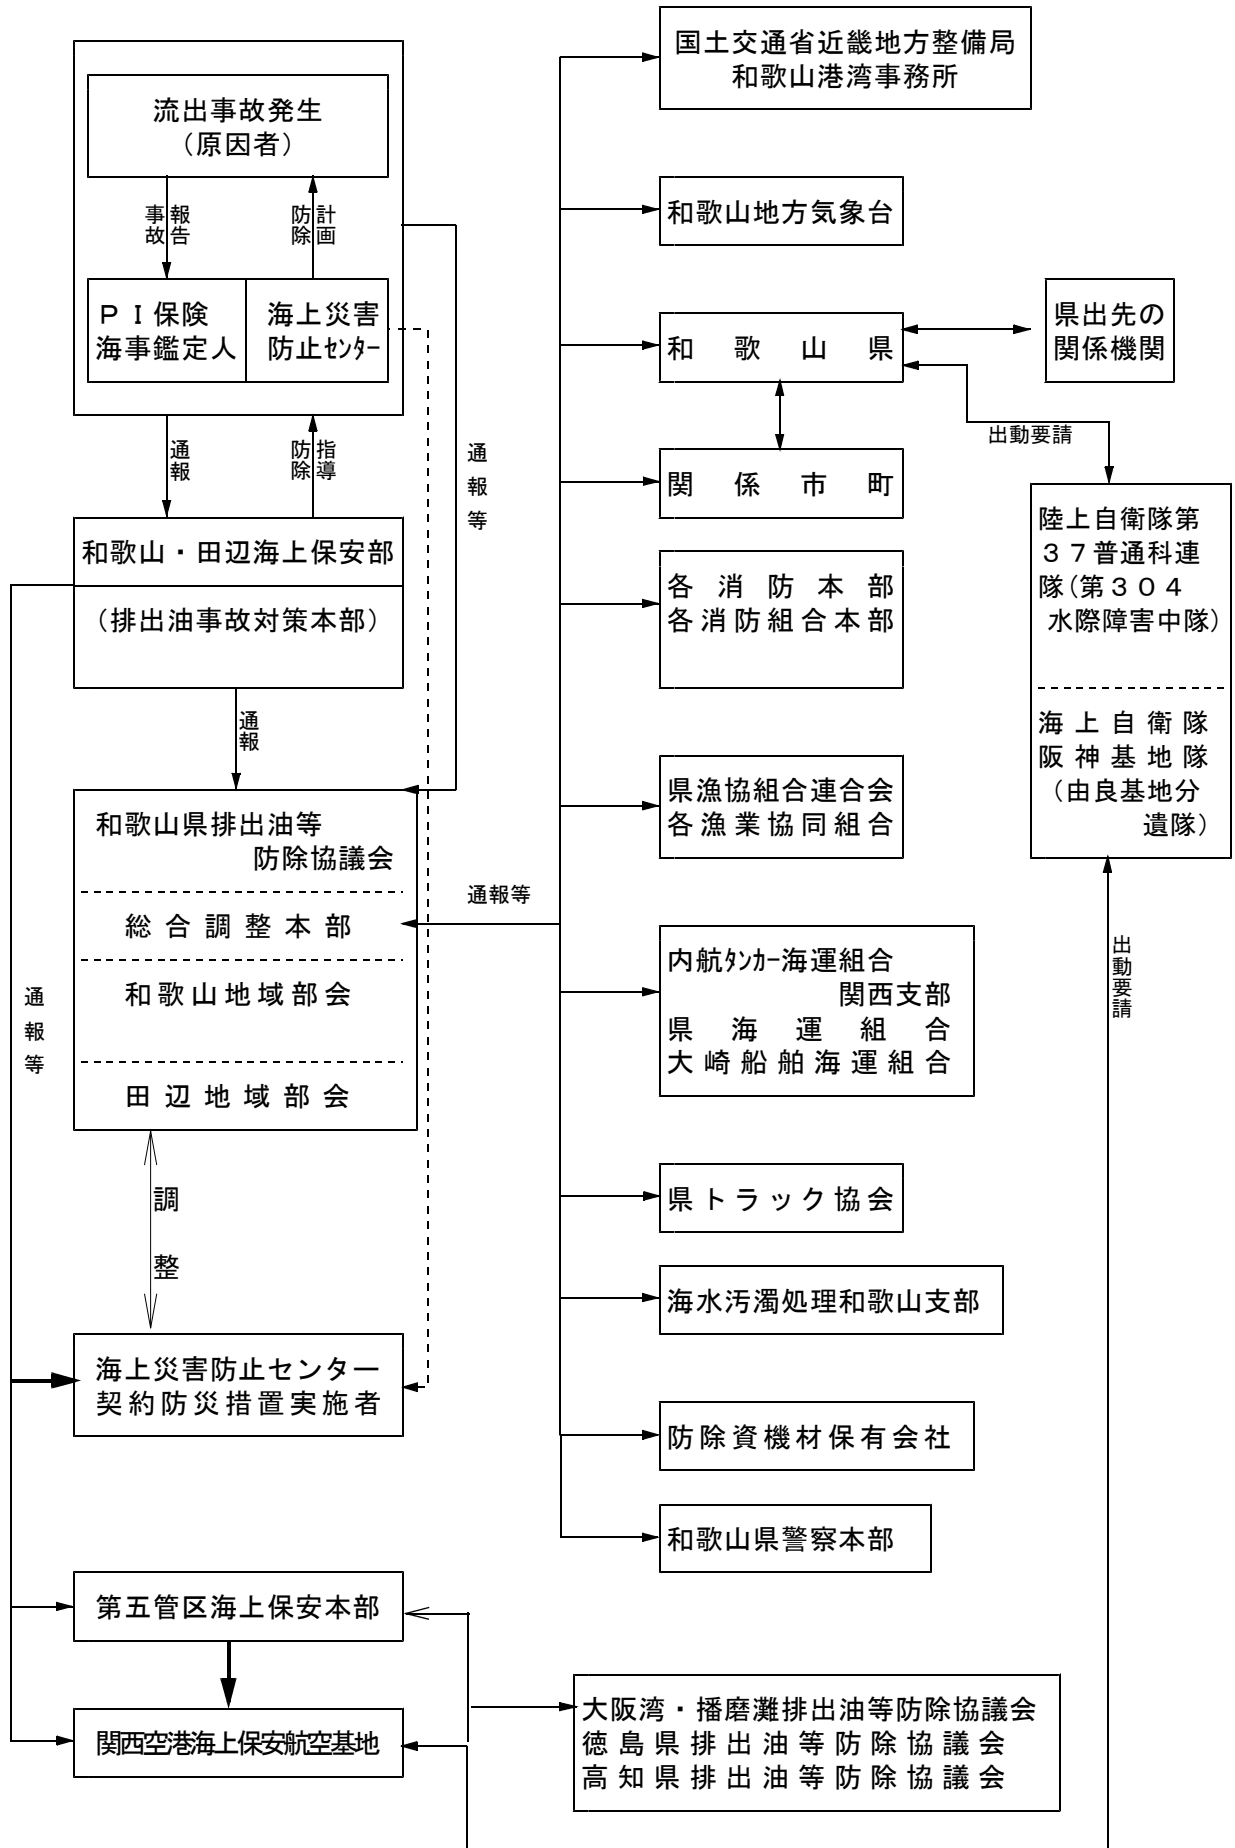 流出事故発生
（原因者）
事故
報告
防除
計画
ＰＩ保険
海事鑑定人
海上災害
防止ｾﾝﾀｰ
通報
防除
指導
和歌山・田辺海上保安部
（排出油事故対策本部）
通報
通報等
和歌山県排出油等
防除協議会
総合調整本部
和歌山地域部会
田辺地域部会
通報等
通報等
調整
海上災害防止センター
契約防災措置実施者
第五管区海上保安本部
関西空港海上保安航空基地
国土交通省近畿地方整備局
和歌山港湾事務所
和歌山地方気象台
和歌山県
県出先の
関係機関
出動要請
関係市町
各消防本部
各消防組合本部
陸上自衛隊第
３７普通科連
隊（第３０４
水際障害中隊）
海上自衛隊
阪神基地隊
（由良基地分
遺隊）
県漁協組合連合会
各漁業協同組合
出動要請
内航ﾀﾝｶｰ海運組合
関西支部
県海運組合
大崎船舶海運組合
県トラック協会
海水汚濁処理和歌山支部
防除資機材保有会社
和歌山県警察本部
大阪湾・播磨灘排出油等防除協議会
徳島県排出油等防除協議会
高知県排出油等防除協議会